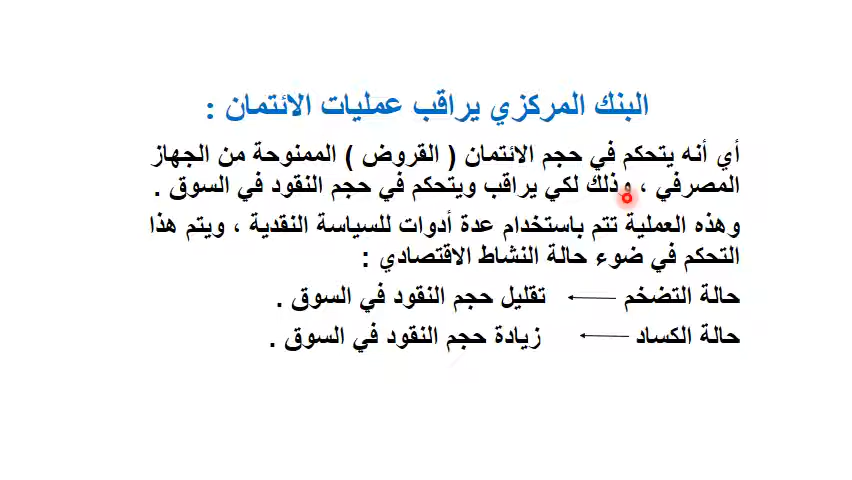 البنك المركزي يراقب عمليات الائتمان :
أي أنه يتحكم في حجم الائتمان ( القروض ) الممنوحة من الجهاز
المصرفي ، وذلك لكي يراقب ويتحكم في حجم النقود في السوق .
وهذه العملية تتم باستخدام عدة أدوات للسياسة النقدية ، ويتم هذا
التحكم في ضوء حالة النشاط الاقتصادي :
حالة التضخم ← تقليل حجم النقود في السوق .
حالة الكساد ← زيادة حجم النقود في السوق .